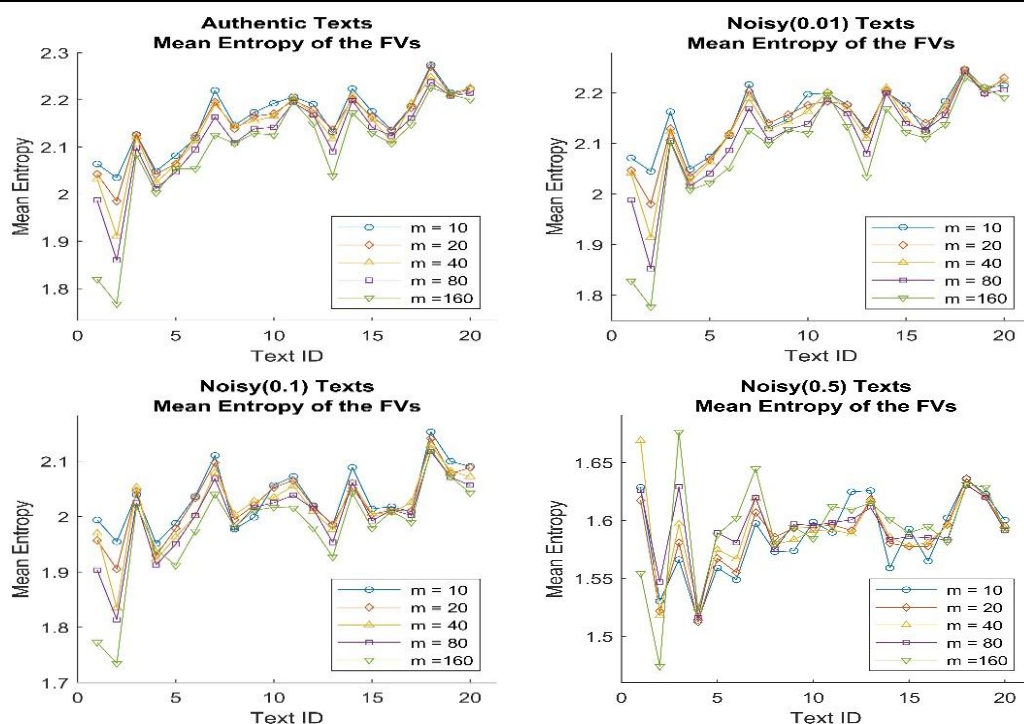 Authentic Texts
Mean Entropy of the FVs
2.3
2.2
2.1
2
1.9
1.8
Mean Entropy
0
5
10
15
20
Text ID
m = 10
m = 20
m = 40
m = 80
m =160
Noisy(0.01) Texts
Mean Entropy of the FVs
2.2
2.1
2
1.9
1.8
Mean Entropy
0
5
10
15
20
Text ID
m = 10
m = 20
m = 40
m = 80
m =160
Noisy(0.1) Texts
Mean Entropy of the FVs
2.1
2
1.9
1.8
1.7
Mean Entropy
0
5
10
15
20
Text ID
m = 10
m = 20
m = 40
m = 80
m =160
Noisy(0.5) Texts
Mean Entropy of the FVs
1.65
1.6
1.55
1.5
Mean Entropy
0
5
10
15
20
Text ID
m = 10
m = 20
m = 40
m = 80
m =160